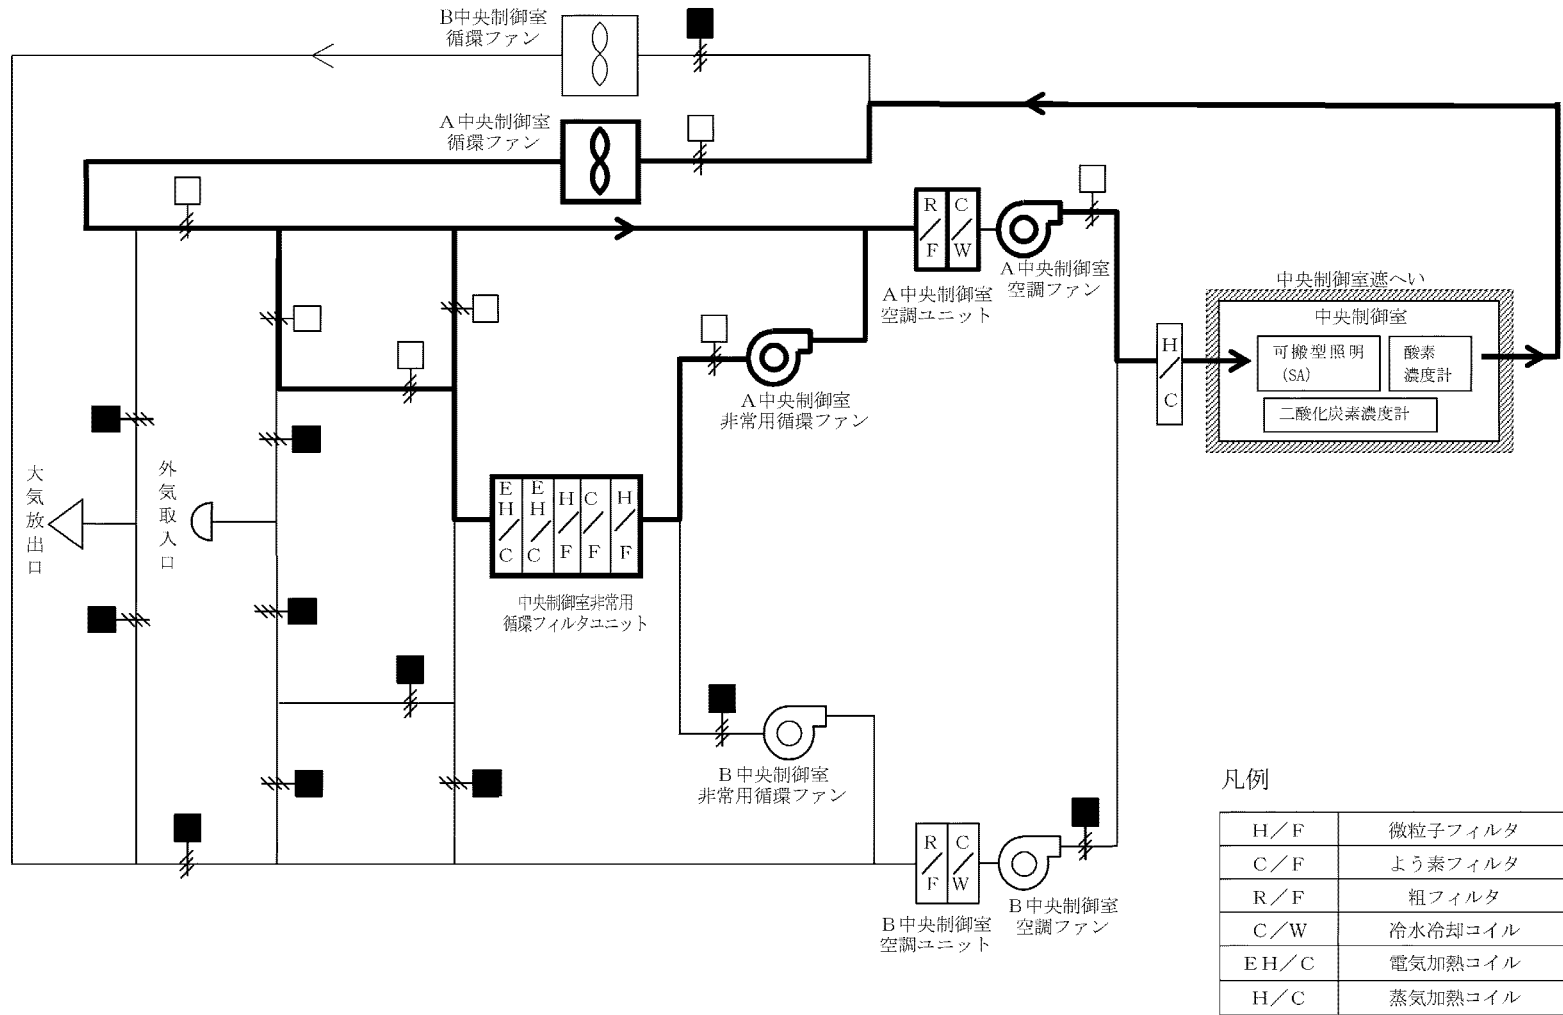 B中央制御室
循環ファン
A中央制御室
循環ファン
R
F
C
W
A中央制御室
空調ユニット
A中央制御室
空調ファン
中央制御室遮へい
中央制御室
可搬型照明
(SA)
酸素
濃度計
二酸化炭素濃度計
H
C
A中央制御室
非常用循環ファン
大気放出口
外気取入口
EH
C
EH
C
H
F
C
F
H
F
中央制御室非常用
循環フィルタユニット
B中央制御室
非常用循環ファン
R
F
C
W
B中央制御室
空調ユニット
B中央制御室
空調ファン
凡例
H/F 微粒子フィルタ
C/F よう素フィルタ
R/F 粗フィルタ
C/W 冷水冷却コイル
EH/C 電気加熱コイル
H/C 蒸気加熱コイル